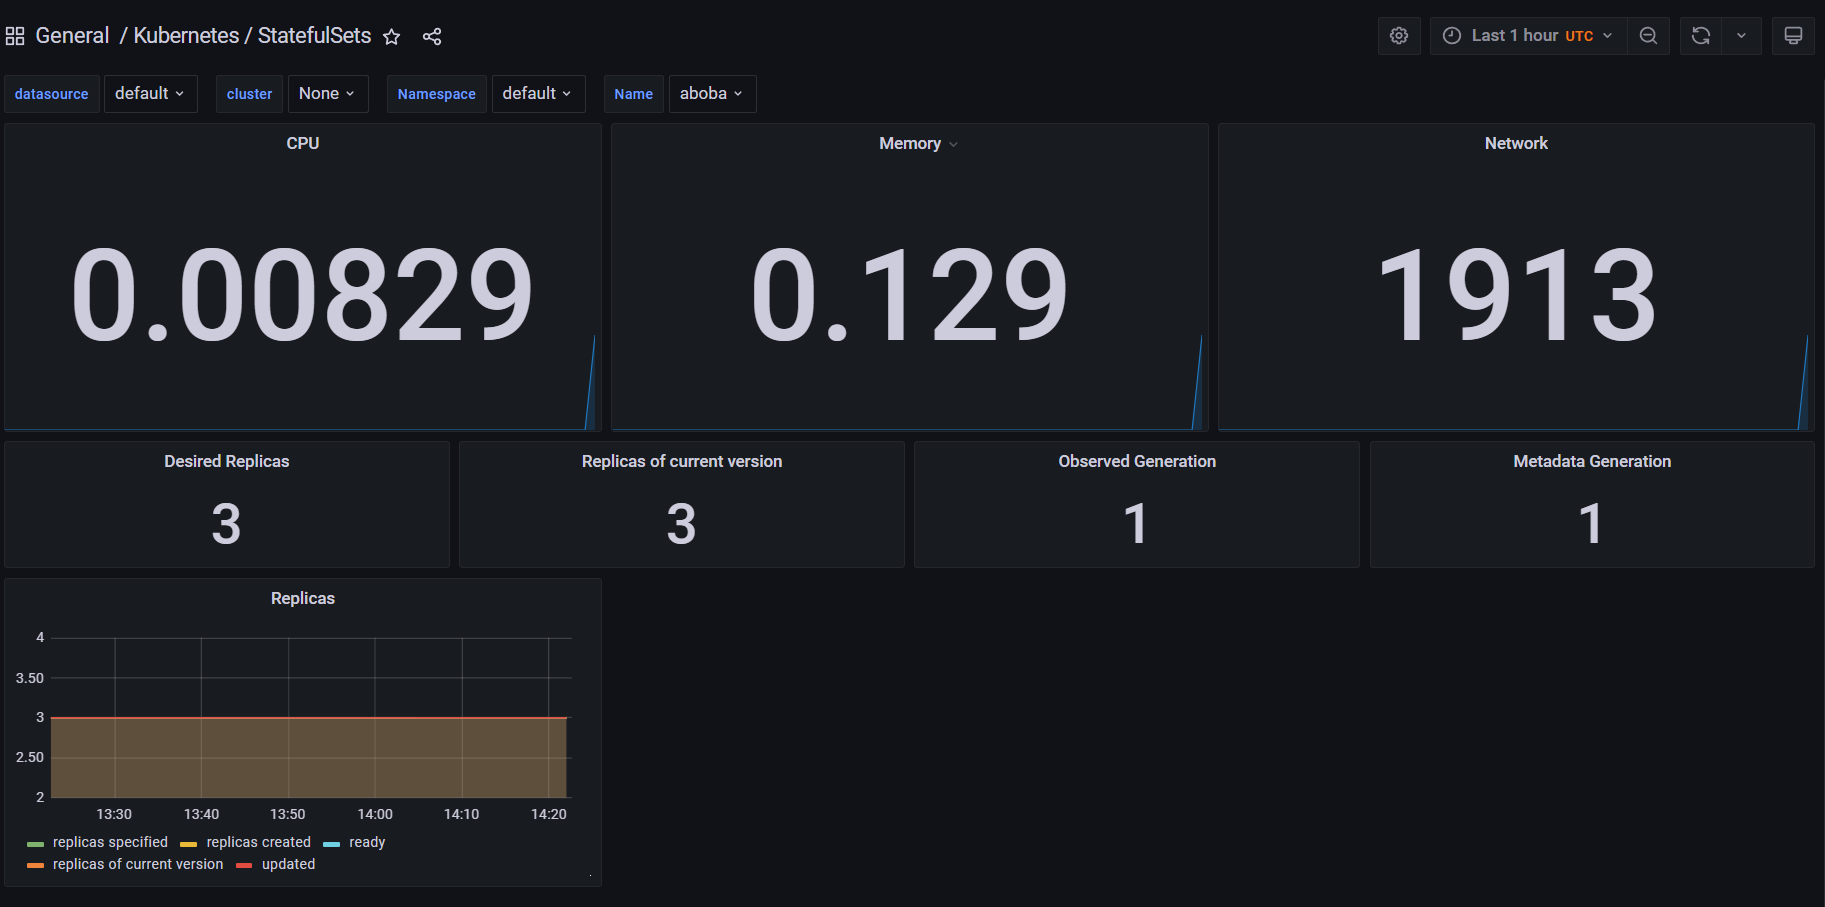 General / Kubernetes / StatefulSets
Last 1 hour UTC
datasource default cluster None Namespace default Name aboba
CPU
0.00829
Memory
0.129
Network
1913
Desired Replicas
3
Replicas of current version
3
Observed Generation
1
Metadata Generation
1
Replicas
4
3.50
3
2.50
2
13:30 13:40 13:50 14:00 14:10 14:20
replicas specified replicas created ready
replicas of current version updated